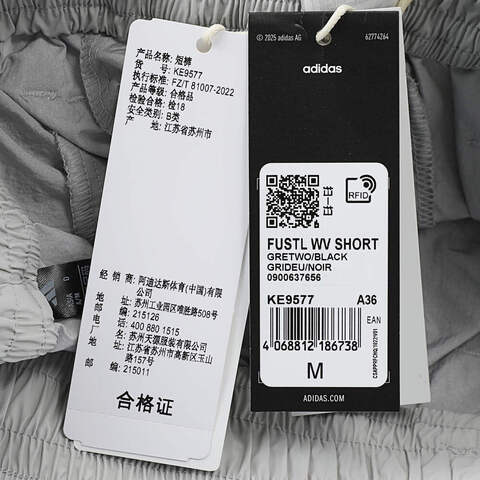 产品名称: 短裤
货 号: KE9577
执行标准: FZ/T 81007-2022
产品等级: 合格品
检验合格: 检18
安全类别: B类
产 地: 江苏省苏州市
经 销 商: 阿迪达斯体育(中国)有限
公司
地 址: 苏州工业园区唯胜路508号
邮 编: 215126
电 话: 400 880 1515
厂 名: 苏州天源服装有限公司
地 址: 江苏省苏州市高新区玉山
路157号
邮 编: 215011
合格证
© 2025 adidas AG 62774264
adidas
扫一扫
RFID
FUSTL WV SHORT
GRETWO/BLACK
GRIDEU/NOIR
0900637656
KE9577 A36
EAN
4 068812 186738
M
ADIDAS.COM